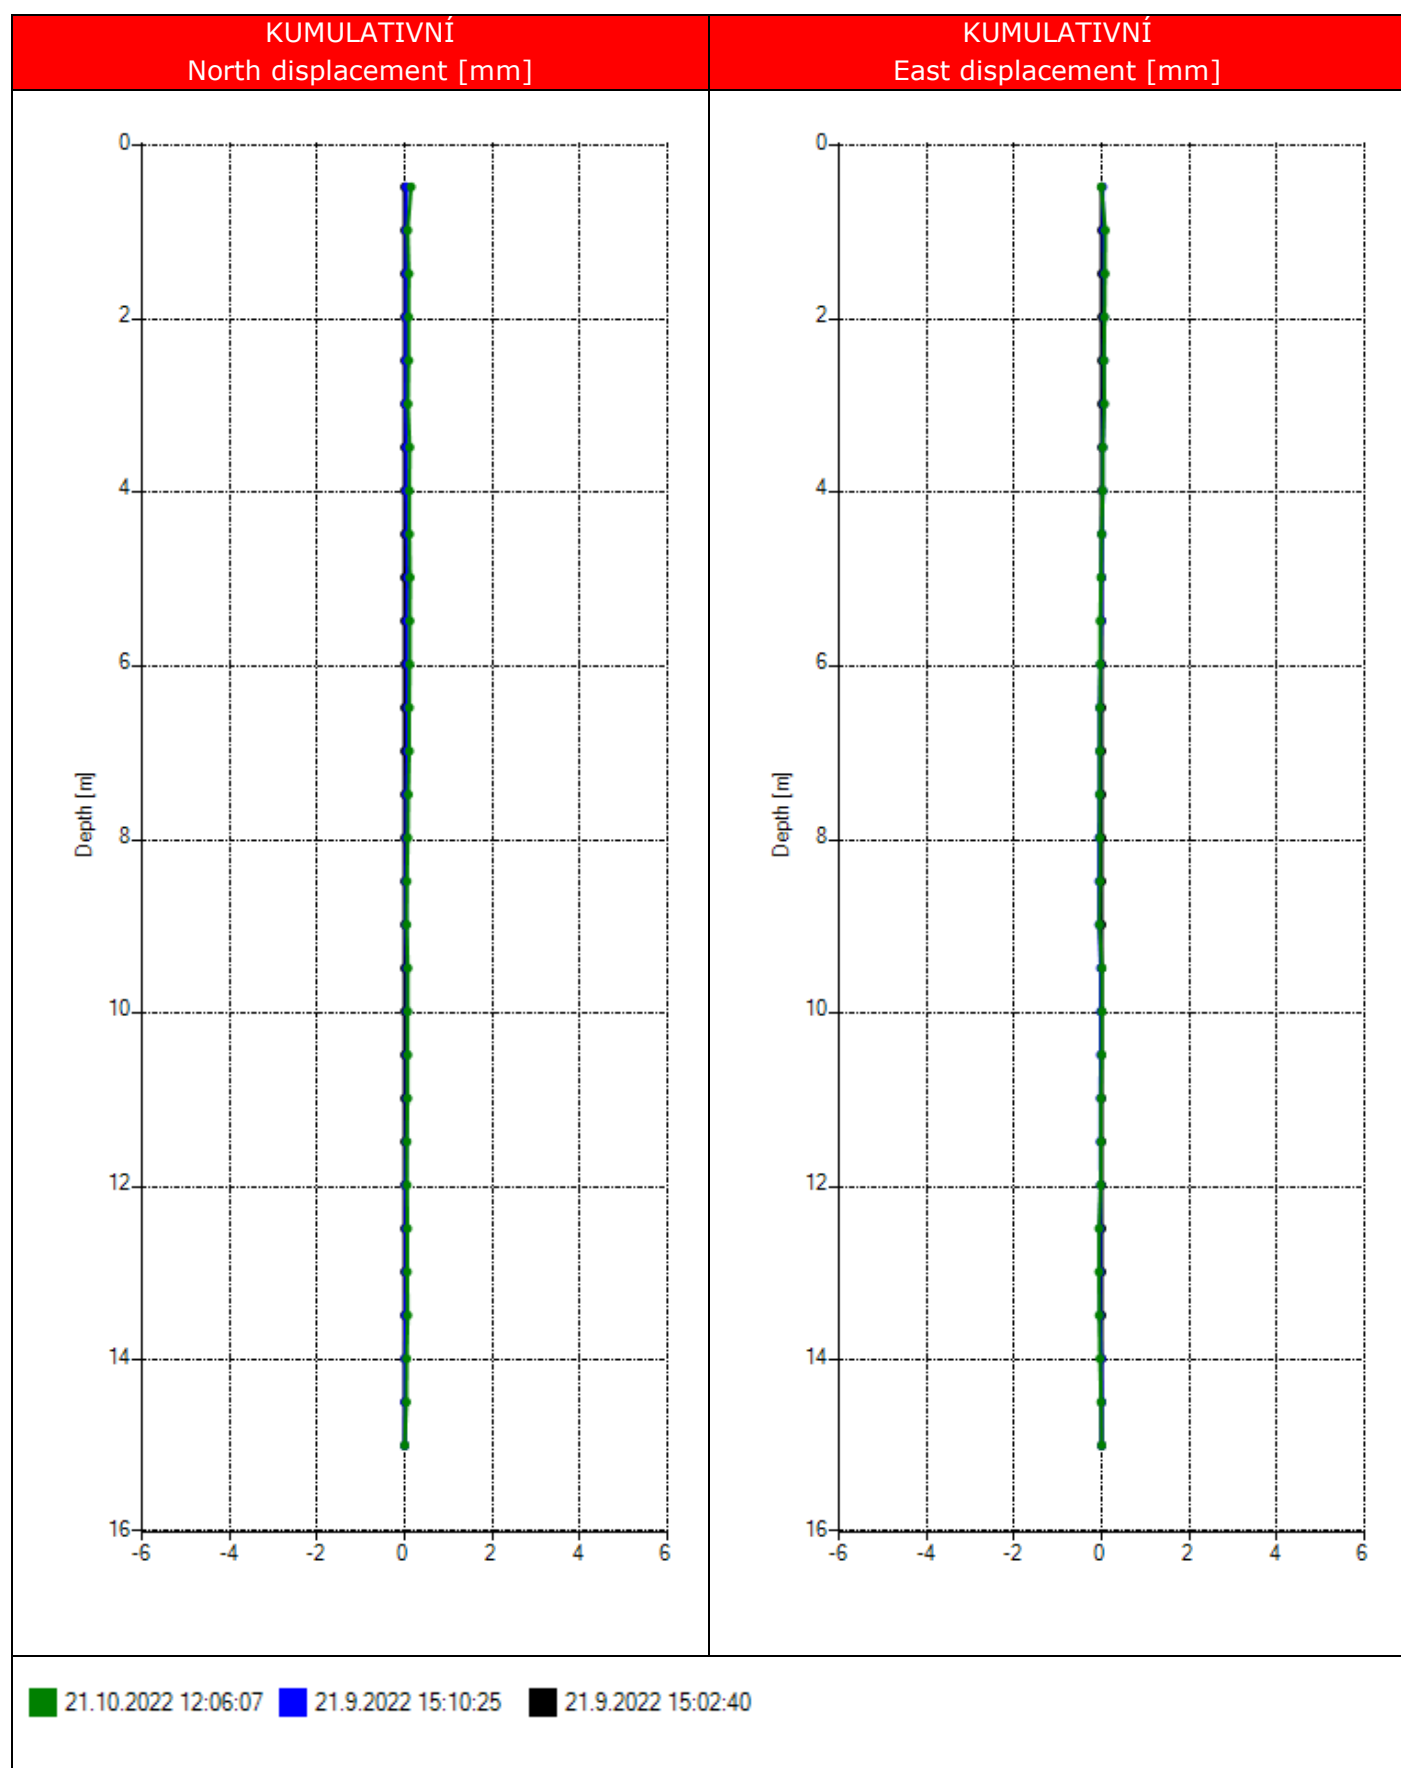 KUMULATIVNÍ
North displacement [mm]
KUMULATIVNÍ
East displacement [mm]
0
2
4
6
8
10
12
14
16
Depth [m]
-6 -4 -2 0 2 4 6
0
2
4
6
8
10
12
14
16
Depth [m]
-6 -4 -2 0 2 4 6
21.10.2022 12:06:07 21.9.2022 15:10:25 21.9.2022 15:02:40